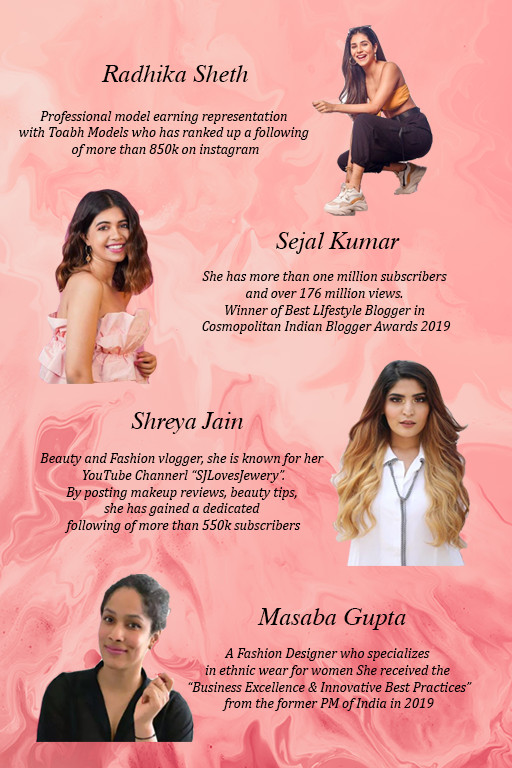 Radhika Sheth
Professional model earning representation
with Toabh Models who has ranked up a following
of more than 850k on instagram
Sejal Kumar
She has more than one million subscribers
and over 176 million views.
Winner of Best LIfestyle Blogger in
Cosmopolitan Indian Blogger Awards 2019
Shreya Jain
Beauty and Fashion vlogger, she is known for her
YouTube Channerl “SJLovesJewery”.
By posting makeup reviews, beauty tips,
she has gained a dedicated
following of more than 550k subscribers
Masaba Gupta
A Fashion Designer who specializes
in ethnic wear for women She received the
“Business Excellence & Innovative Best Practices”
from the former PM of India in 2019